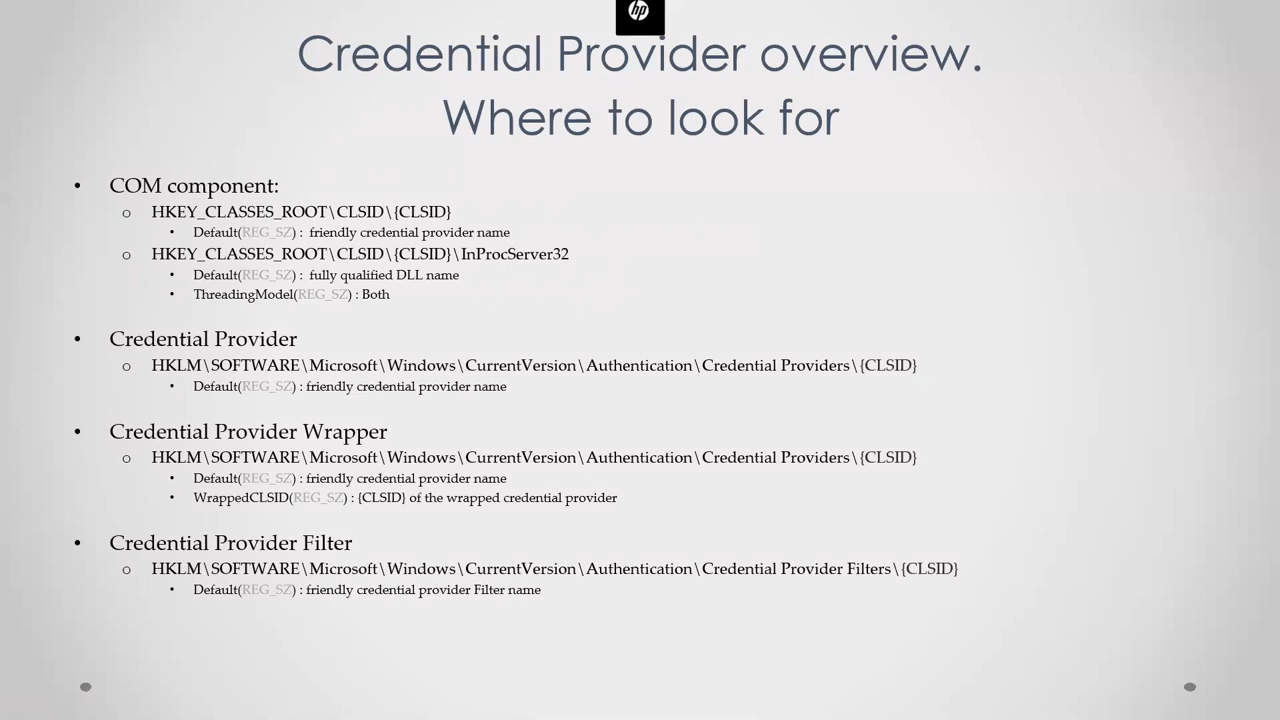 hp
Credential Provider overview.
Where to look for
• COM component:
o HKEY_CLASSES_ROOT\CLSID\{CLSID}
• Default(REG_SZ) : friendly credential provider name
o HKEY_CLASSES_ROOT\CLSID\{CLSID}\InProcServer32
• Default(REG_SZ) : fully qualified DLL name
• ThreadingModel(REG_SZ) : Both
• Credential Provider
o HKLM\SOFTWARE\Microsoft\Windows\CurrentVersion\Authentication\Credential Providers\{CLSID}
• Default(REG_SZ) : friendly credential provider name
• Credential Provider Wrapper
o HKLM\SOFTWARE\Microsoft\Windows\CurrentVersion\Authentication\Credential Providers\{CLSID}
• Default(REG_SZ) : friendly credential provider name
• WrappedCLSID(REG_SZ) : {CLSID} of the wrapped credential provider
• Credential Provider Filter
o HKLM\SOFTWARE\Microsoft\Windows\CurrentVersion\Authentication\Credential Provider Filters\{CLSID}
• Default(REG_SZ) : friendly credential provider Filter name